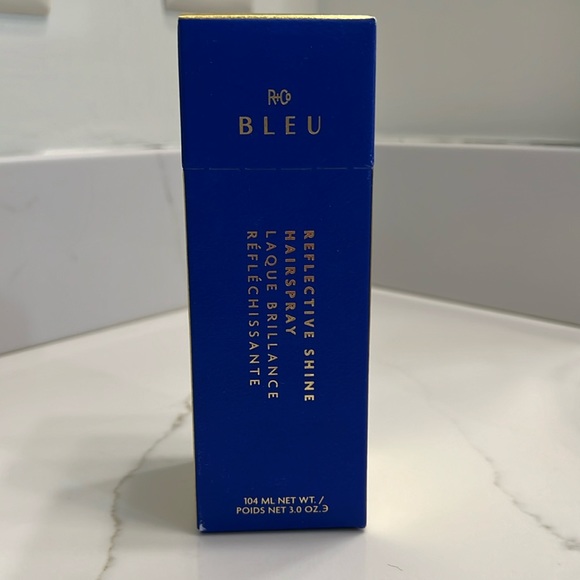 R+Co
BLEU
REFLECTIVE SHINE
HAIRSPRAY
LAQUE BRILLANCE
RÉFLÉCHISSANTE
104 ML NET WT. /
POIDS NET 3.0 OZ.℮